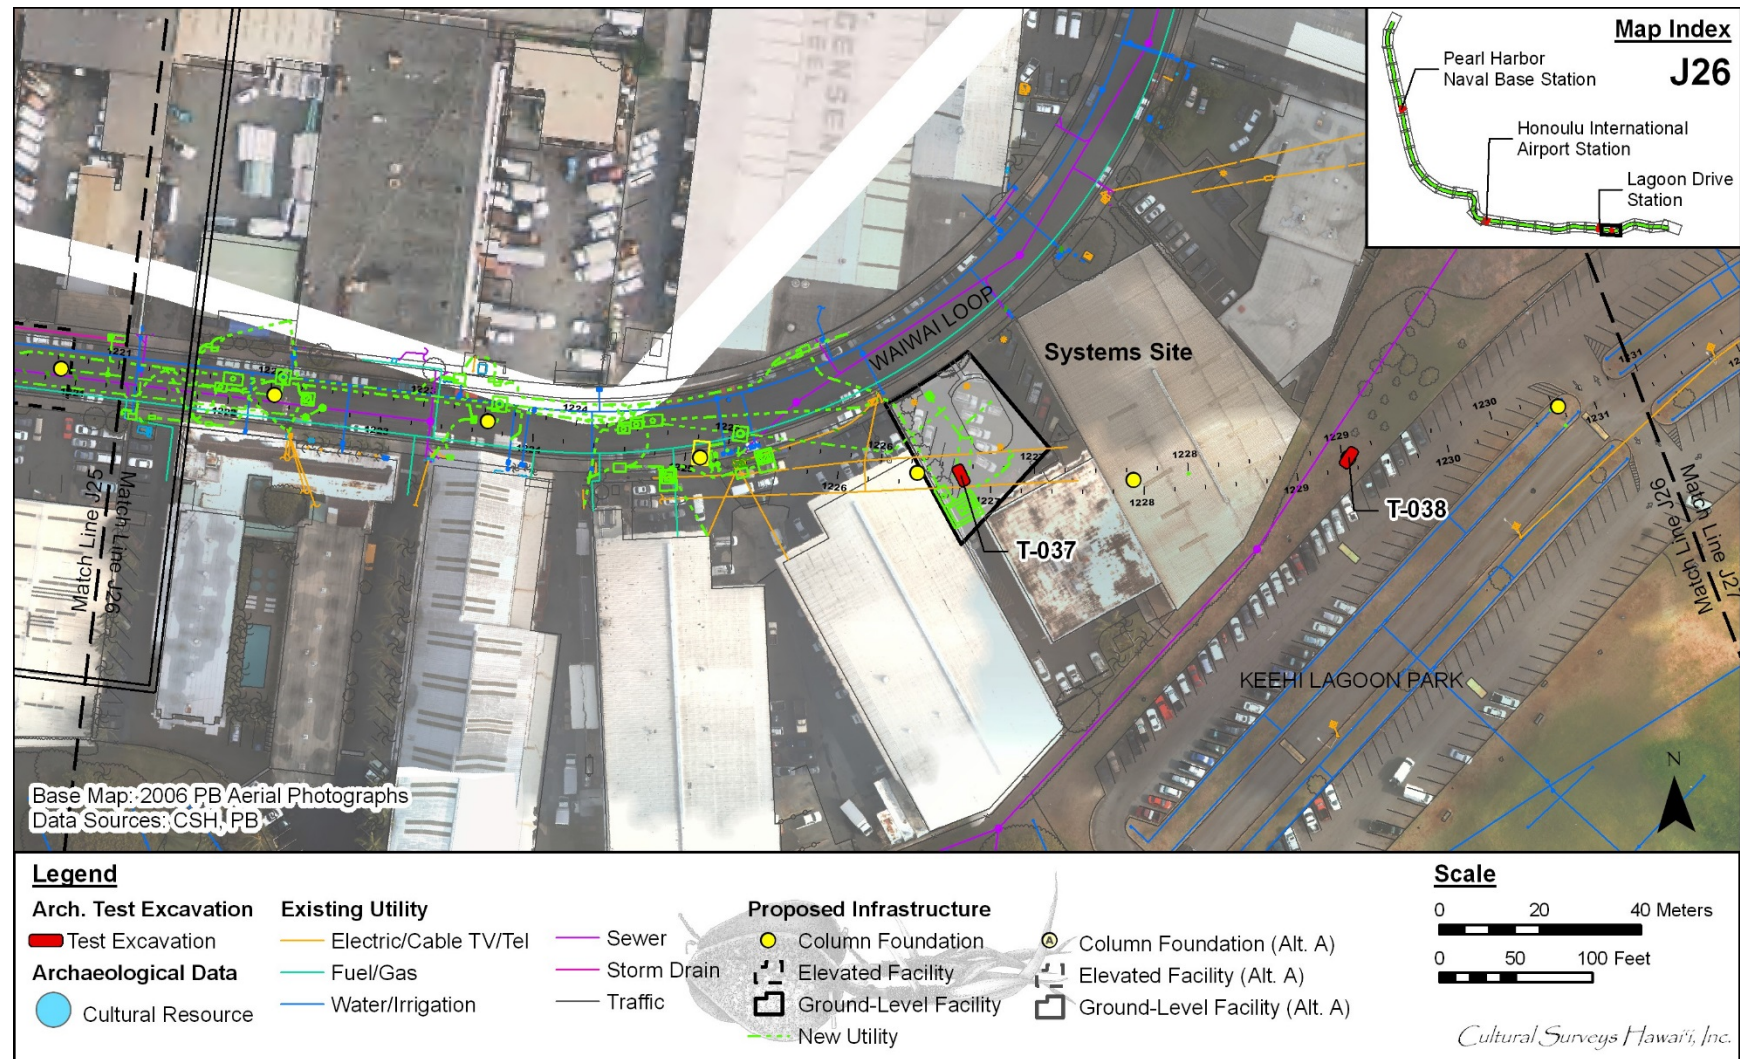 Map Index
J26
Pearl Harbor
Naval Base Station
Honoulu International
Airport Station
Lagoon Drive
Station
GENSEN
WAIWAI LOOP
Systems Site
1221
1223
1224
1226
1226
1227
1227
1228
1228
1229
1229
1230
1230
1231
1231
T-037
T-038
Match Line J25
Match Line J26
Match Line J26
Match Line J27
KEEHI LAGOON PARK
N
Base Map: 2006 PB Aerial Photographs
Data Sources: CSH, PB
Legend
Arch. Test Excavation
Test Excavation
Archaeological Data
Cultural Resource
Existing Utility
Electric/Cable TV/Tel
Fuel/Gas
Water/Irrigation
Sewer
Storm Drain
Traffic
Proposed Infrastructure
Column Foundation
Elevated Facility
Ground-Level Facility
New Utility
A
Column Foundation (Alt. A)
Elevated Facility (Alt. A)
Ground-Level Facility (Alt. A)
Scale
0 20 40 Meters
0 50 100 Feet
Cultural Surveys Hawai'i, Inc.